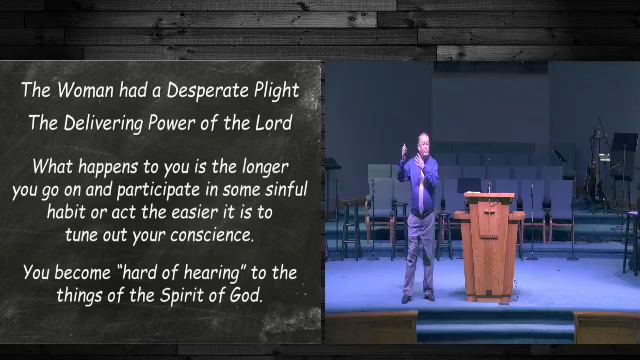 The Woman had a Desperate Plight
The Delivering Power of the Lord
What happens to you is the longer
you go on and participate in some sinful
habit or act the easier it is to
tune out your conscience.
You become “hard of hearing” to the
things of the Spirit of God.